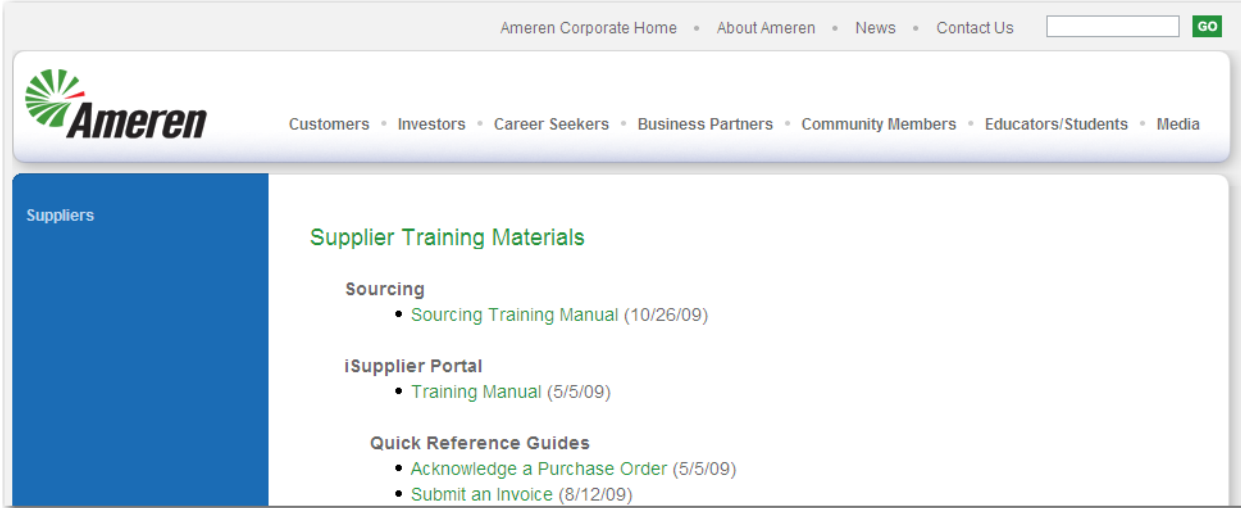 Ameren Corporate Home • About Ameren • News • Contact Us GO
Ameren
Customers • Investors • Career Seekers • Business Partners • Community Members • Educators/Students • Media
Suppliers
Supplier Training Materials
Sourcing
• Sourcing Training Manual (10/26/09)
iSupplier Portal
• Training Manual (5/5/09)
Quick Reference Guides
• Acknowledge a Purchase Order (5/5/09)
• Submit an Invoice (8/12/09)